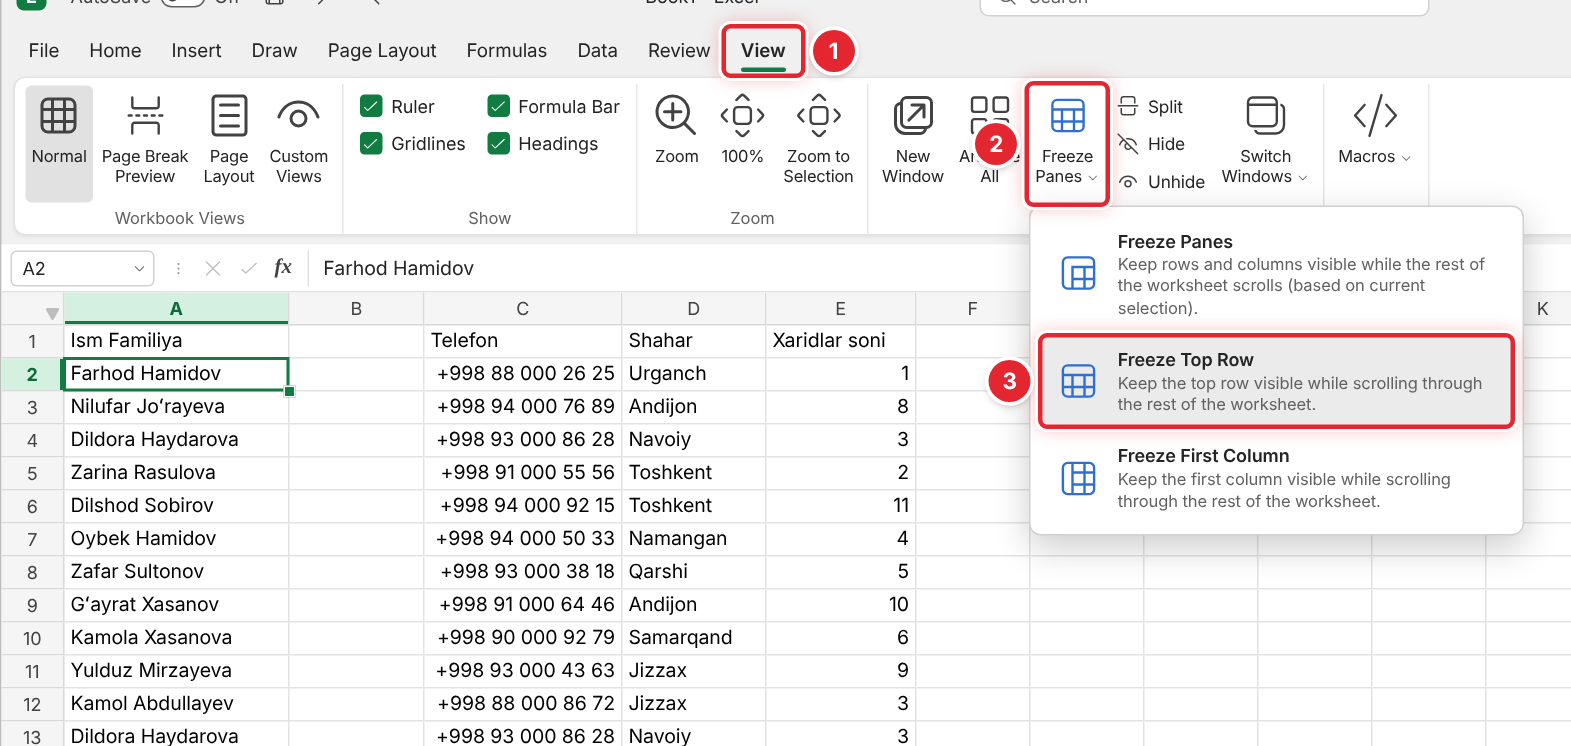 File Home Insert Draw Page Layout Formulas Data Review View 1
Ruler Formula Bar
Gridlines Headings
Normal Page Break Preview Page Layout Custom Views
Workbook Views
Show
Zoom 100% Zoom to Selection
Zoom
New Window All 2 Freeze Panes
Split
Hide
Unhide
Switch Windows
Macros
Freeze Panes
Keep rows and columns visible while the rest of
the worksheet scrolls (based on current
selection).
3 Freeze Top Row
Keep the top row visible while scrolling through
the rest of the worksheet.
Freeze First Column
Keep the first column visible while scrolling
through the rest of the worksheet.
A2 fx Farhod Hamidov
A B C D E F K
1 Ism Familiya Telefon Shahar Xaridlar soni
2 Farhod Hamidov +998 88 000 26 25 Urganch 1
3 Nilufar Joʻrayeva +998 94 000 76 89 Andijon 8
4 Dildora Haydarova +998 93 000 86 28 Navoiy 3
5 Zarina Rasulova +998 91 000 55 56 Toshkent 2
6 Dilshod Sobirov +998 94 000 92 15 Toshkent 11
7 Oybek Hamidov +998 94 000 50 33 Namangan 4
8 Zafar Sultonov +998 93 000 38 18 Qarshi 5
9 Gʻayrat Xasanov +998 91 000 64 46 Andijon 10
10 Kamola Xasanova +998 90 000 92 79 Samarqand 6
11 Yulduz Mirzayeva +998 93 000 43 63 Jizzax 9
12 Kamol Abdullayev +998 88 000 86 72 Jizzax 3
13 Dildora Haydarova +998 93 000 86 28 Navoiy 3